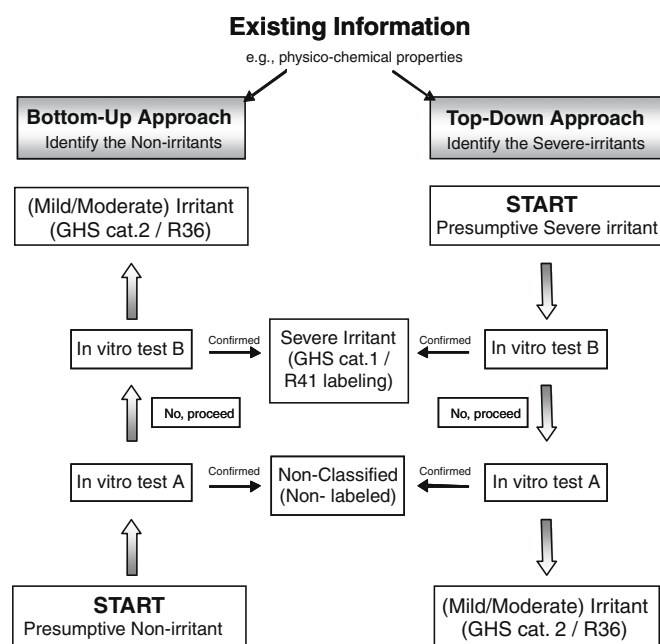 Existing Information
e.g., physico-chemical properties
Bottom-Up Approach
Identify the Non-irritants
Top-Down Approach
Identify the Severe-irritants
(Mild/Moderate) Irritant
(GHS cat.2 / R36)
START
Presumptive Severe irritant
In vitro test B
Confirmed
Severe Irritant
(GHS cat.1 /
R41 labeling)
Confirmed
In vitro test B
No, proceed
No, proceed
In vitro test A
Confirmed
Non-Classified
(Non- labeled)
Confirmed
In vitro test A
START
Presumptive Non-irritant
(Mild/Moderate) Irritant
(GHS cat. 2 / R36)